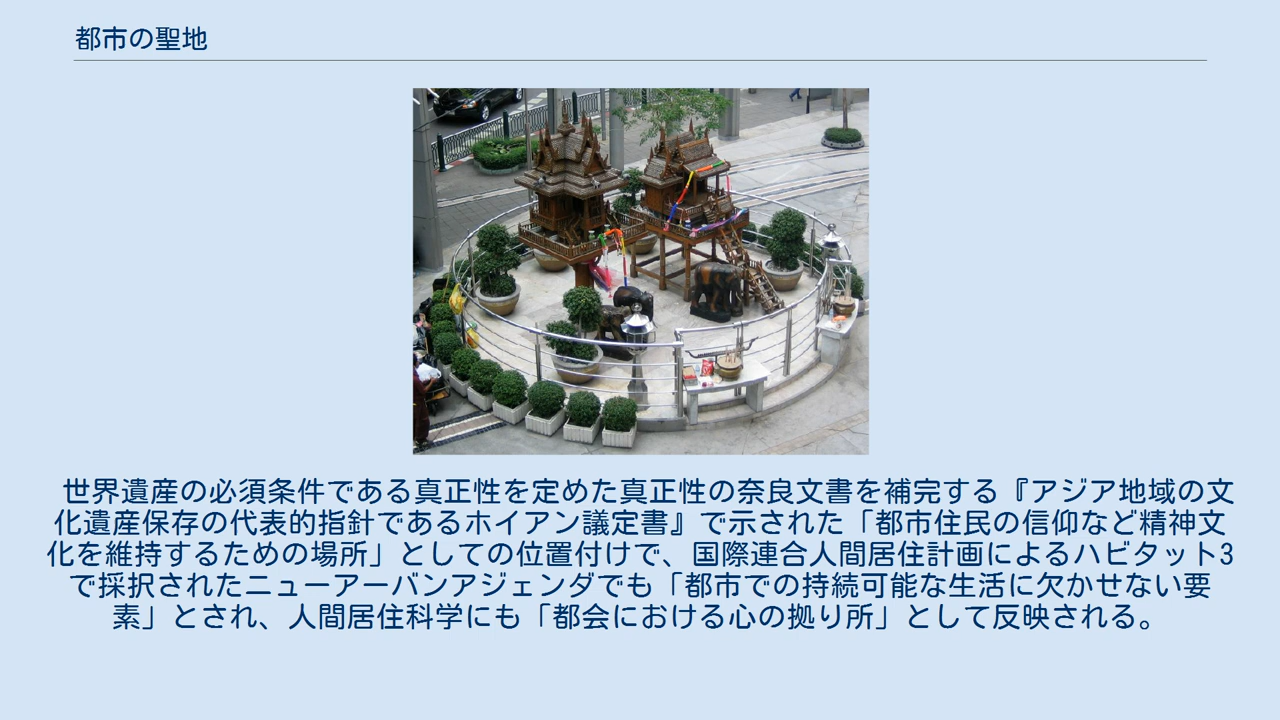 都市の聖地
世界遺産の必須条件である真正性を定めた真正性の奈良文書を補完する『アジア地域の文
化遺産保存の代表的指針であるホイアン議定書』で示された「都市住民の信仰など精神文
化を維持するための場所」としての位置付けで、国際連合人間居住計画によるハビタット3
で採択されたニューアーバンアジェンダでも「都市での持続可能な生活に欠かせない要
素」とされ、人間居住科学にも「都会における心の拠り所」として反映される。